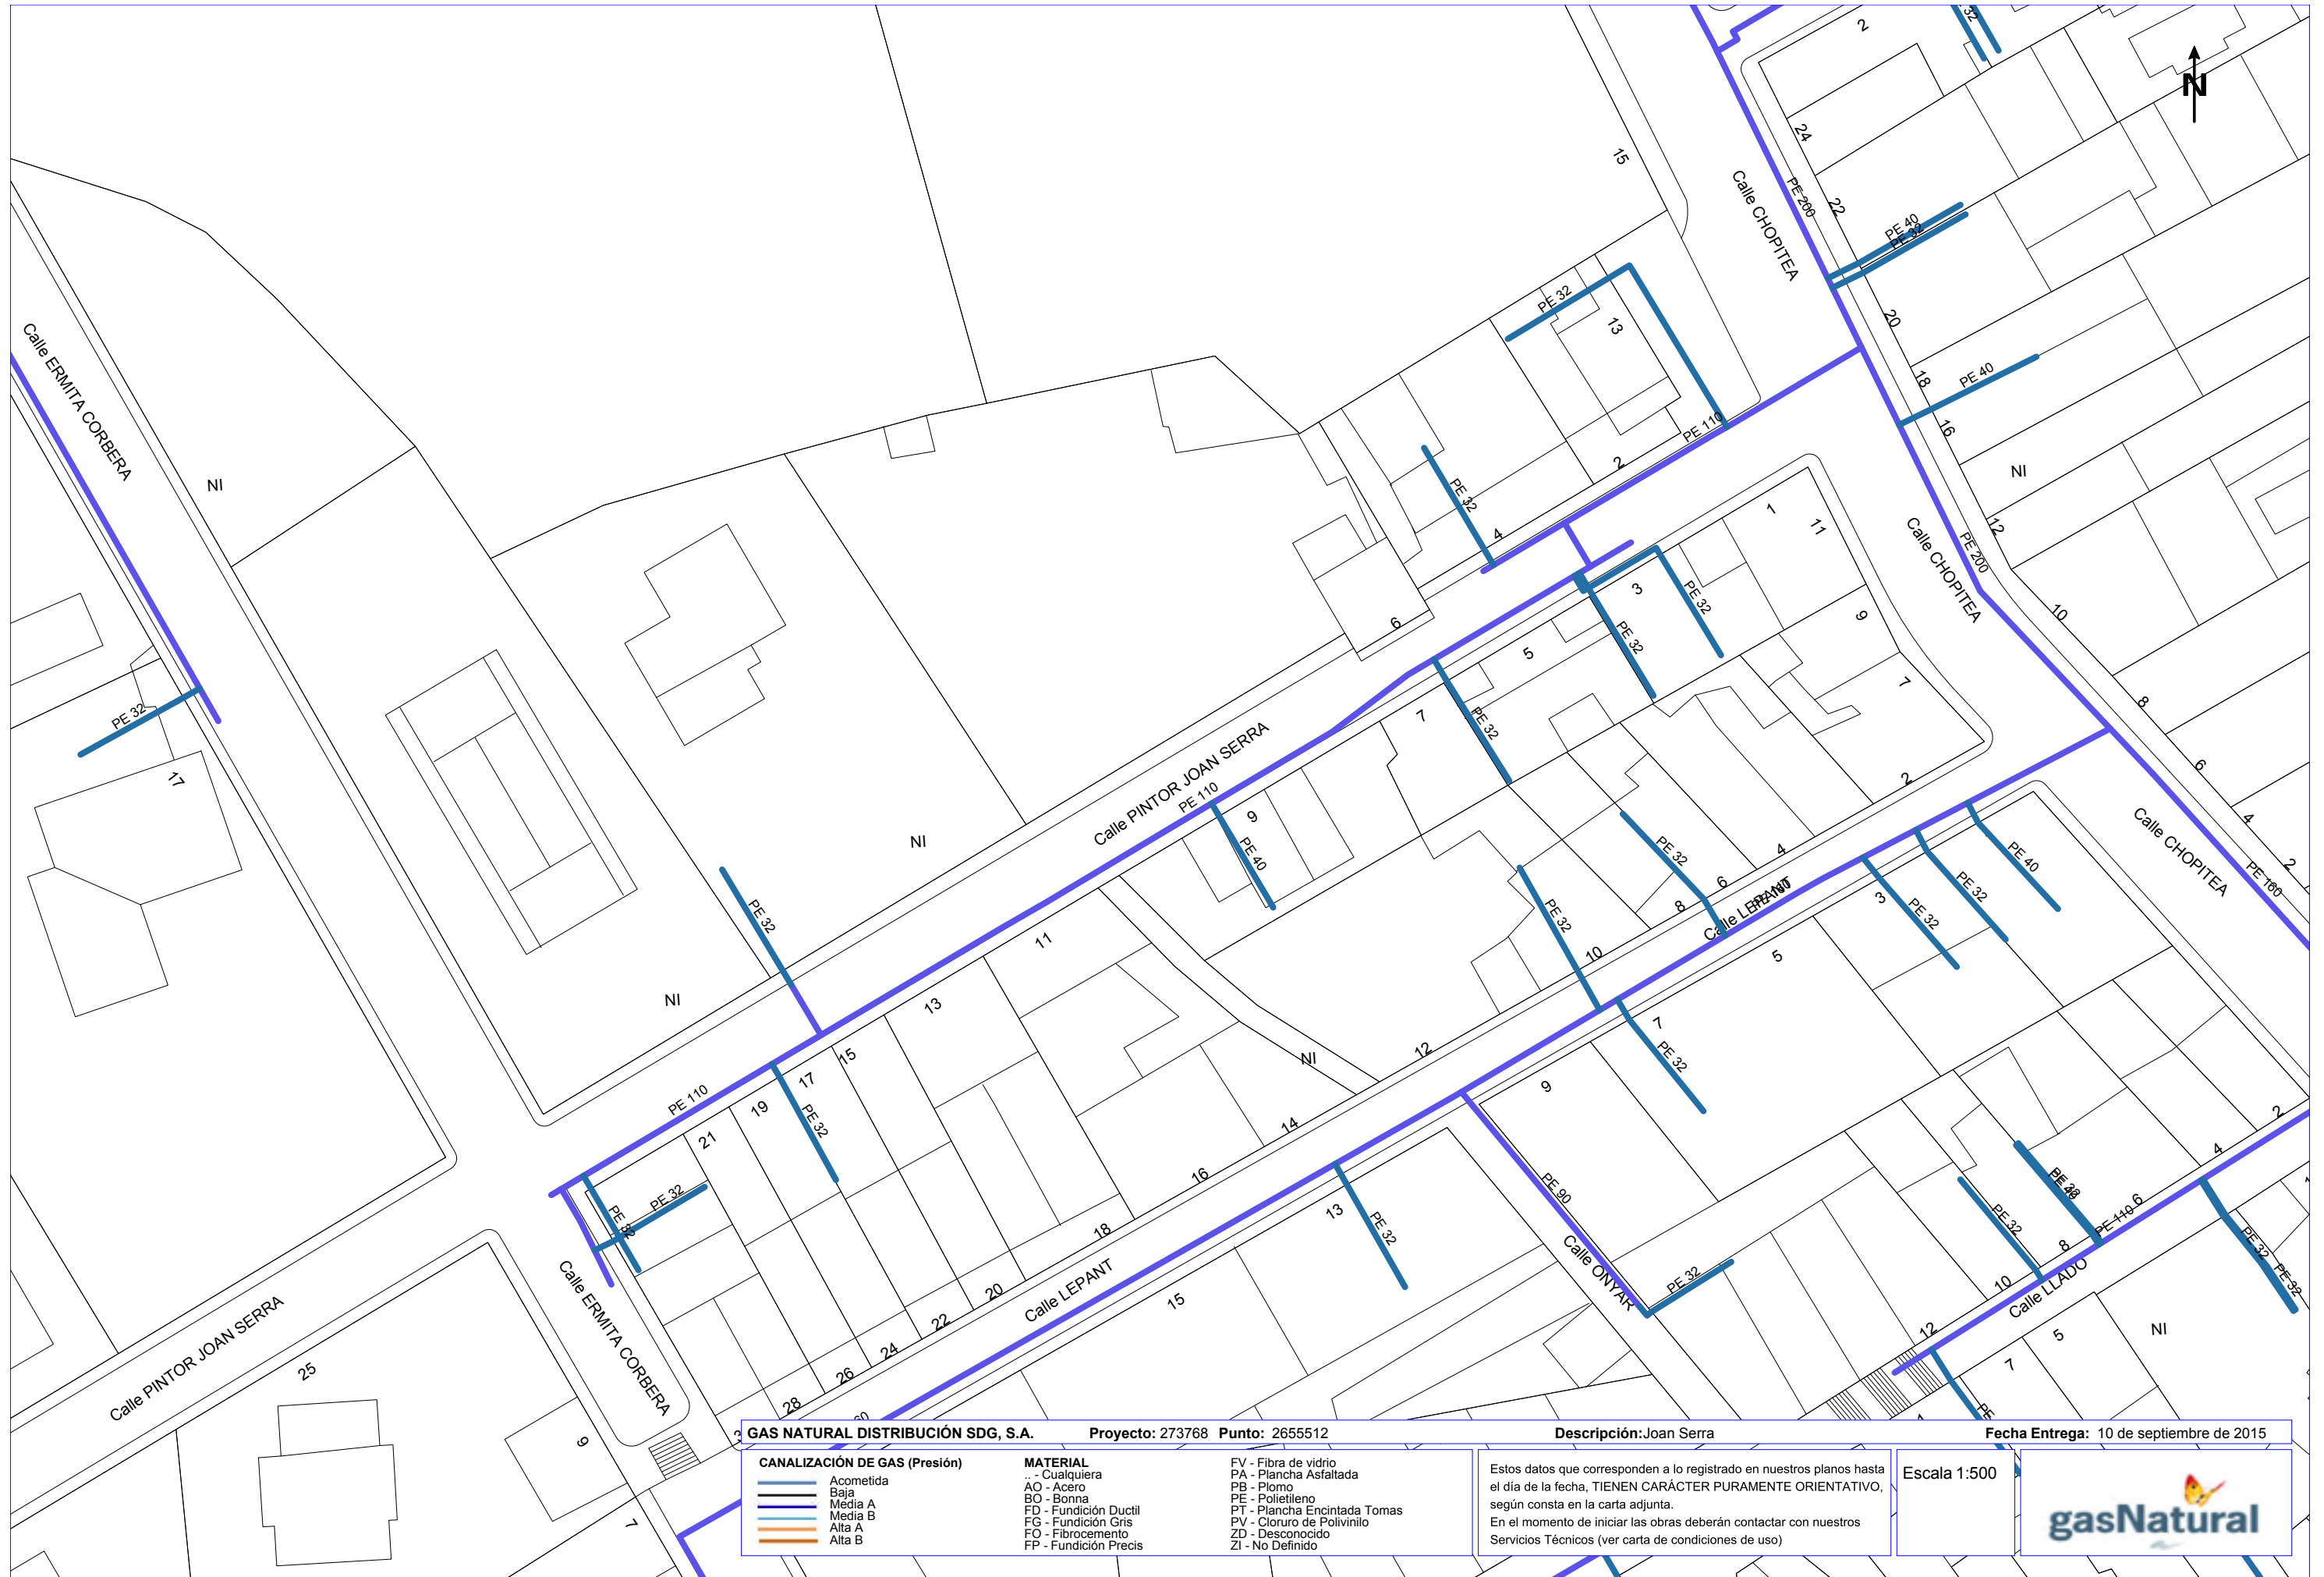 N
2
24
22
20
18
16
12
10
8
6
4
2
15
13
2
4
6
1
11
3
9
5
7
7
9
11
13
15
17
19
21
2
4
6
8
10
12
14
16
18
20
22
24
26
28
3
5
7
9
13
15
2
4
6
8
10
12
5
7
17
25
9
7
NI
NI
NI
NI
NI
NI
Calle CHOPITEA
Calle CHOPITEA
Calle CHOPITEA
Calle ERMITA CORBERA
Calle ERMITA CORBERA
Calle PINTOR JOAN SERRA
Calle PINTOR JOAN SERRA
Calle LEPANT
Calle LEPANT
Calle ONYAR
Calle LLADO
PE 200
PE 200
PE 160
PE 40
PE 32
PE 40
PE 32
PE 110
PE 32
PE 32
PE 32
PE 32
PE 110
PE 40
PE 32
PE 32
PE 110
PE 32
PE 32
PE 32
PE 32
PE 32
PE 32
PE 32
PE 40
PE 32
PE 32
PE 90
PE 32
PE 32
PE 110
PE 32
PE 32
PE
GAS NATURAL DISTRIBUCIÓN SDG, S.A. Proyecto: 273768 Punto: 2655512 Descripción:Joan Serra Fecha Entrega: 10 de septiembre de 2015
CANALIZACIÓN DE GAS (Presión)
Acometida
Baja
Media A
Media B
Alta A
Alta B
MATERIAL
.. - Cualquiera
AO - Acero
BO - Bonna
FD - Fundición Ductil
FG - Fundición Gris
FO - Fibrocemento
FP - Fundición Precis
FV - Fibra de vidrio
PA - Plancha Asfaltada
PB - Plomo
PE - Polietileno
PT - Plancha Encintada Tomas
PV - Cloruro de Polivinilo
ZD - Desconocido
ZI - No Definido
Estos datos que corresponden a lo registrado en nuestros planos hasta
el día de la fecha, TIENEN CARÁCTER PURAMENTE ORIENTATIVO,
según consta en la carta adjunta.
En el momento de iniciar las obras deberán contactar con nuestros
Servicios Técnicos (ver carta de condiciones de uso)
Escala 1:500
gasNatural